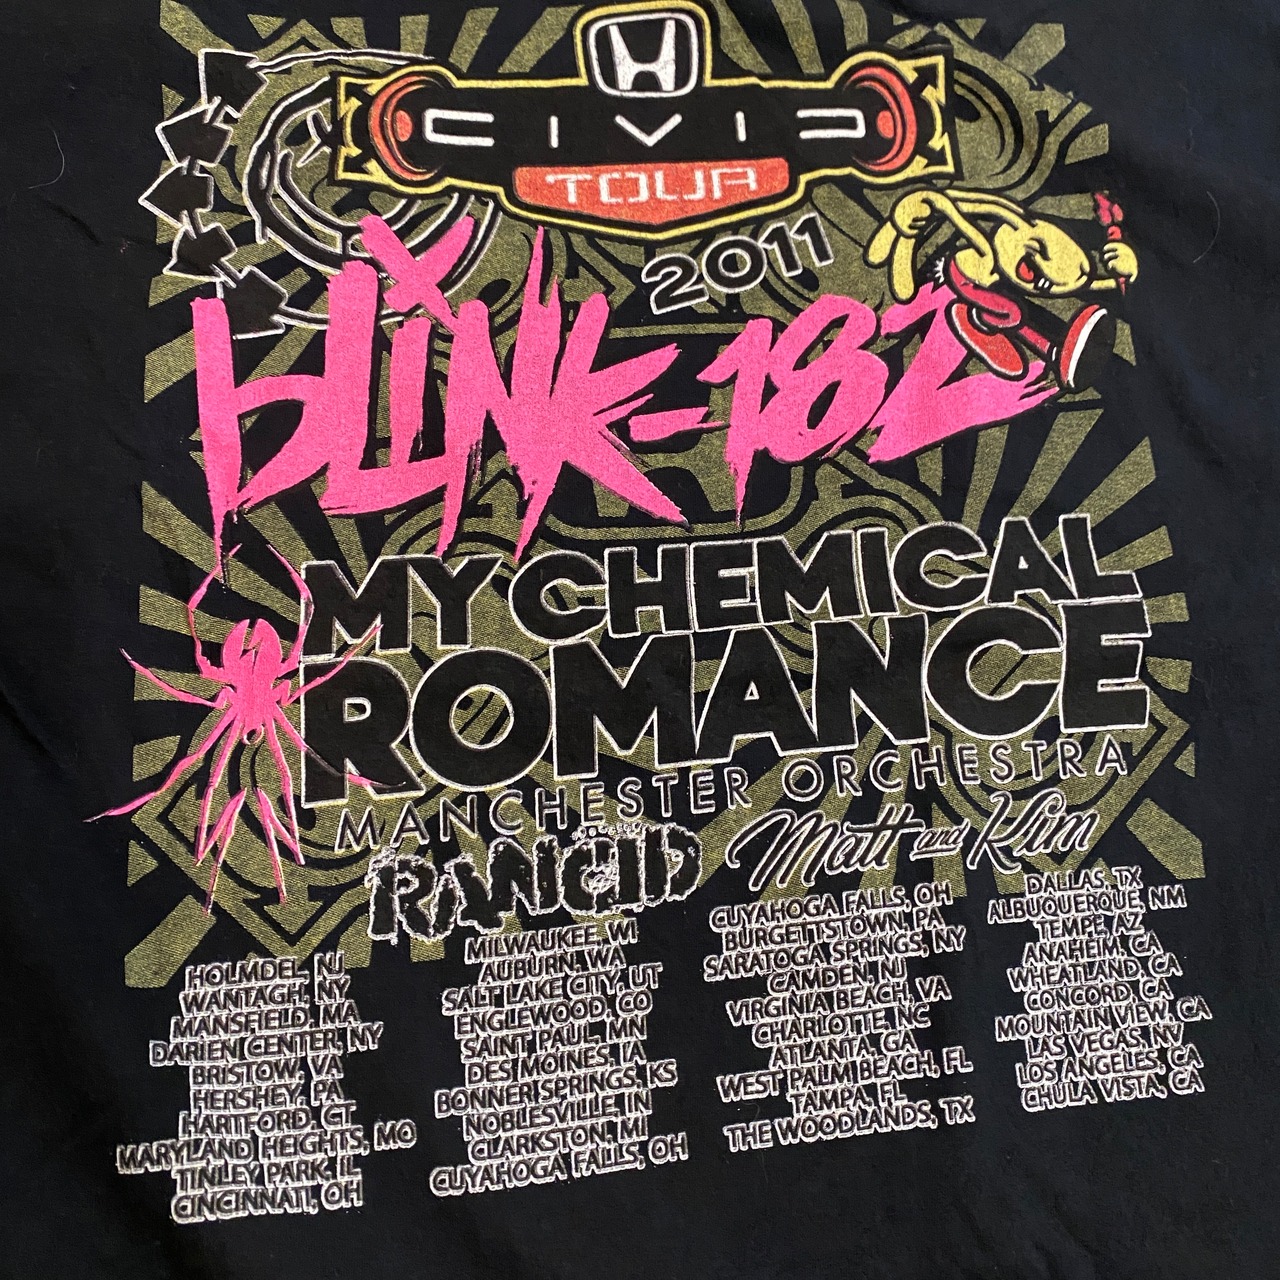 CIVIC
TOUR
2011
blink-182
MY CHEMICAL
ROMANCE
MANCHESTER ORCHESTRA
RANCID
Matt and Kim
HOLMDEL, NJ
WANTAGH, NY
MANSFIELD, MA
DARIEN CENTER, NY
BRISTOW, VA
HERSHEY, PA
HARTFORD, CT
MARYLAND HEIGHTS, MO
TINLEY PARK, IL
CINCINNATI, OH
MILWAUKEE, WI
AUBURN, WA
SALT LAKE CITY, UT
ENGLEWOOD, CO
SAINT PAUL, MN
DES MOINES, IA
BONNER SPRINGS, KS
NOBLESVILLE, IN
CLARKSTON, MI
CUYAHOGA FALLS, OH
CUYAHOGA FALLS, OH
BURGETTSTOWN, PA
SARATOGA SPRINGS, NY
CAMDEN, NJ
VIRGINIA BEACH, VA
CHARLOTTE, NC
ATLANTA, GA
WEST PALM BEACH, FL
TAMPA, FL
THE WOODLANDS, TX
DALLAS, TX
ALBUQUERQUE, NM
TEMPE, AZ
ANAHEIM, CA
WHEATLAND, CA
CONCORD, CA
MOUNTAIN VIEW, CA
LAS VEGAS, NV
LOS ANGELES, CA
CHULA VISTA, CA